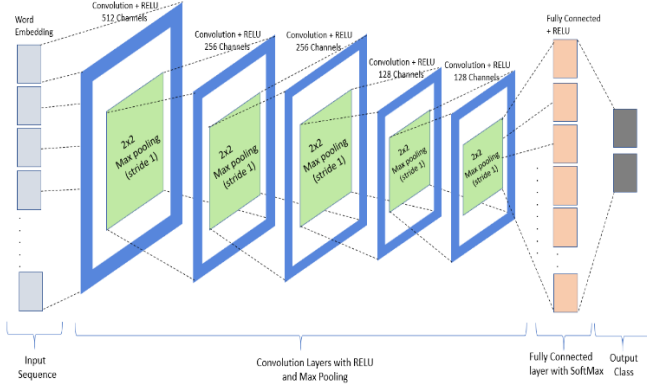 Word
Embedding
Convolution + RELU
512 Channels
Convolution + RELU
256 Channels
Convolution + RELU
256 Channels
Convolution + RELU
128 Channels
Convolution + RELU
128 Channels
Fully Connected
+ RELU
2x2
Max pooling
(stride 1)
2x2
Max pooling
(stride 1)
2x2
Max pooling
(stride 1)
2x2
Max pooling
(stride 1)
2x2
Max pooling
(stride 1)
Input
Sequence
Convolution Layers with RELU
and Max Pooling
Fully Connected
layer with SoftMax
Output
Class